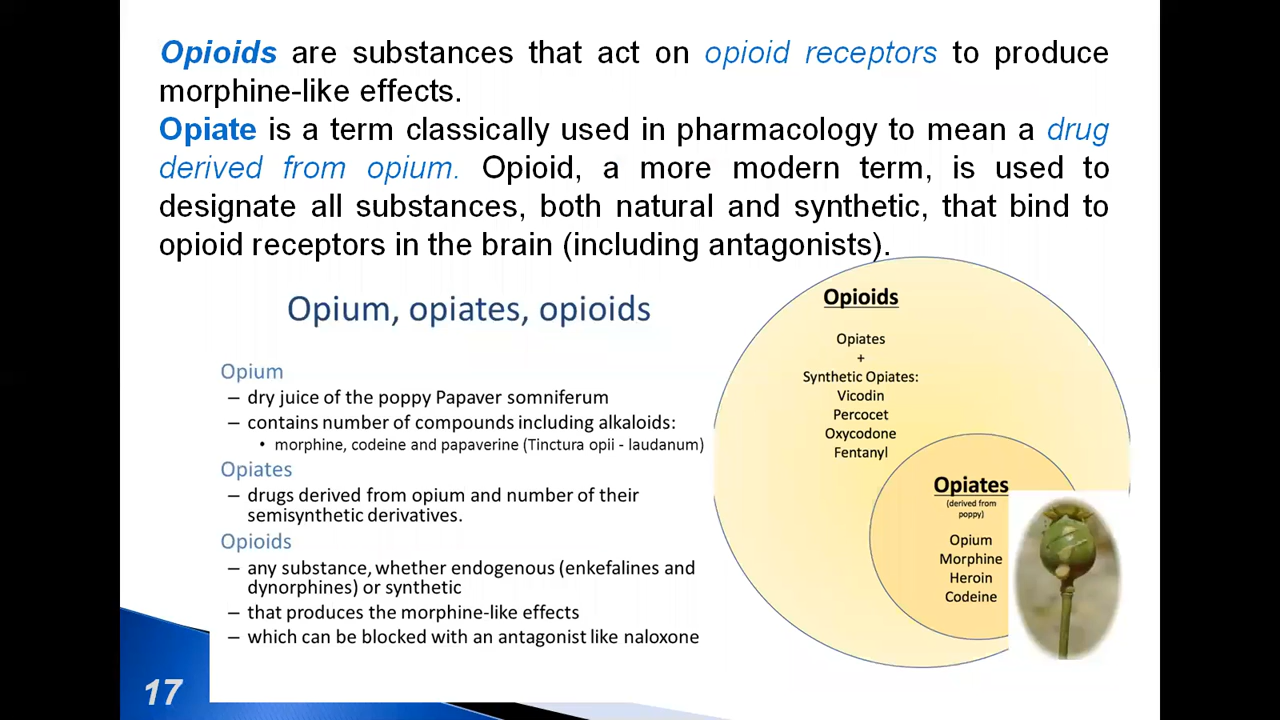 Opioids are substances that act on opioid receptors to produce
morphine-like effects.
Opiate is a term classically used in pharmacology to mean a drug
derived from opium. Opioid, a more modern term, is used to
designate all substances, both natural and synthetic, that bind to
opioid receptors in the brain (including antagonists).
Opium, opiates, opioids
Opium
– dry juice of the poppy Papaver somniferum
– contains number of compounds including alkaloids:
• morphine, codeine and papaverine (Tinctura opii - laudanum)
Opiates
– drugs derived from opium and number of their
semisynthetic derivatives.
Opioids
– any substance, whether endogenous (enkefalines and
dynorphines) or synthetic
– that produces the morphine-like effects
– which can be blocked with an antagonist like naloxone
Opioids
Opiates
+
Synthetic Opiates:
Vicodin
Percocet
Oxycodone
Fentanyl
Opiates
(derived from
poppy)
Opium
Morphine
Heroin
Codeine
17